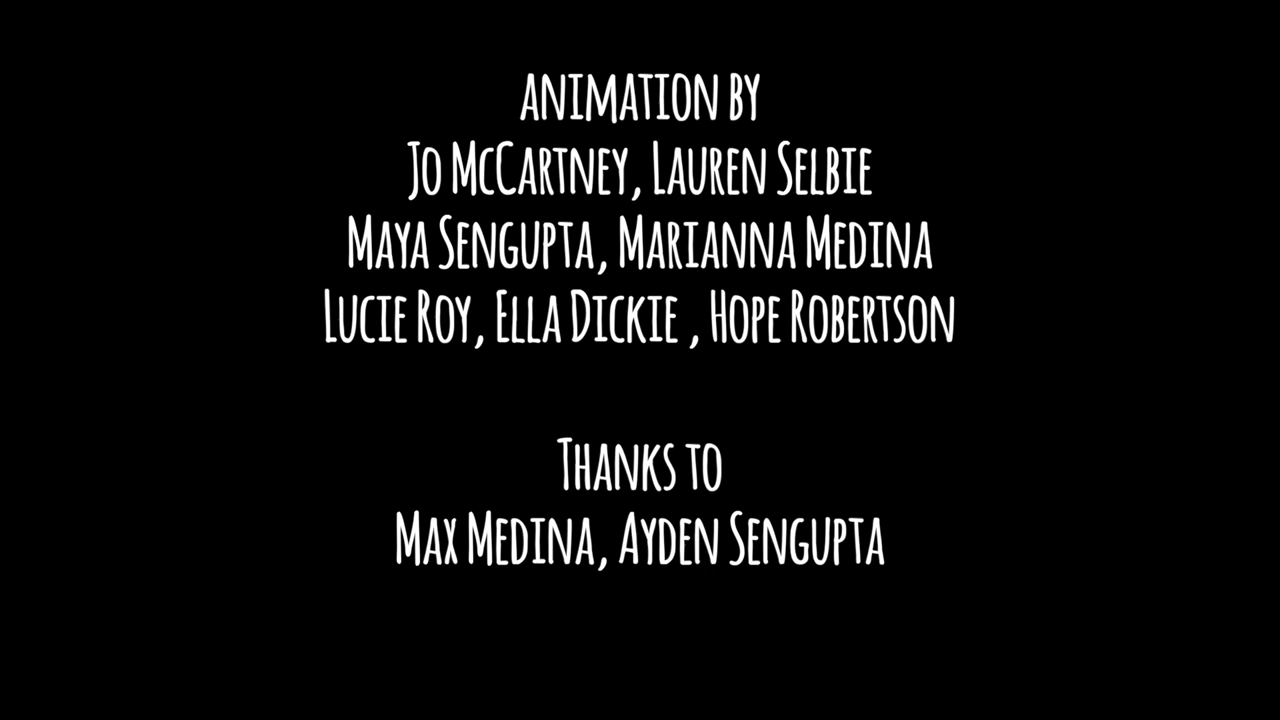 ANIMATION BY
JO MCCARTNEY, LAUREN SELBIE
MAYA SENGUPTA, MARIANNA MEDINA
LUCIE ROY, ELLA DICKIE , HOPE ROBERTSON
THANKS TO
MAX MEDINA, AYDEN SENGUPTA